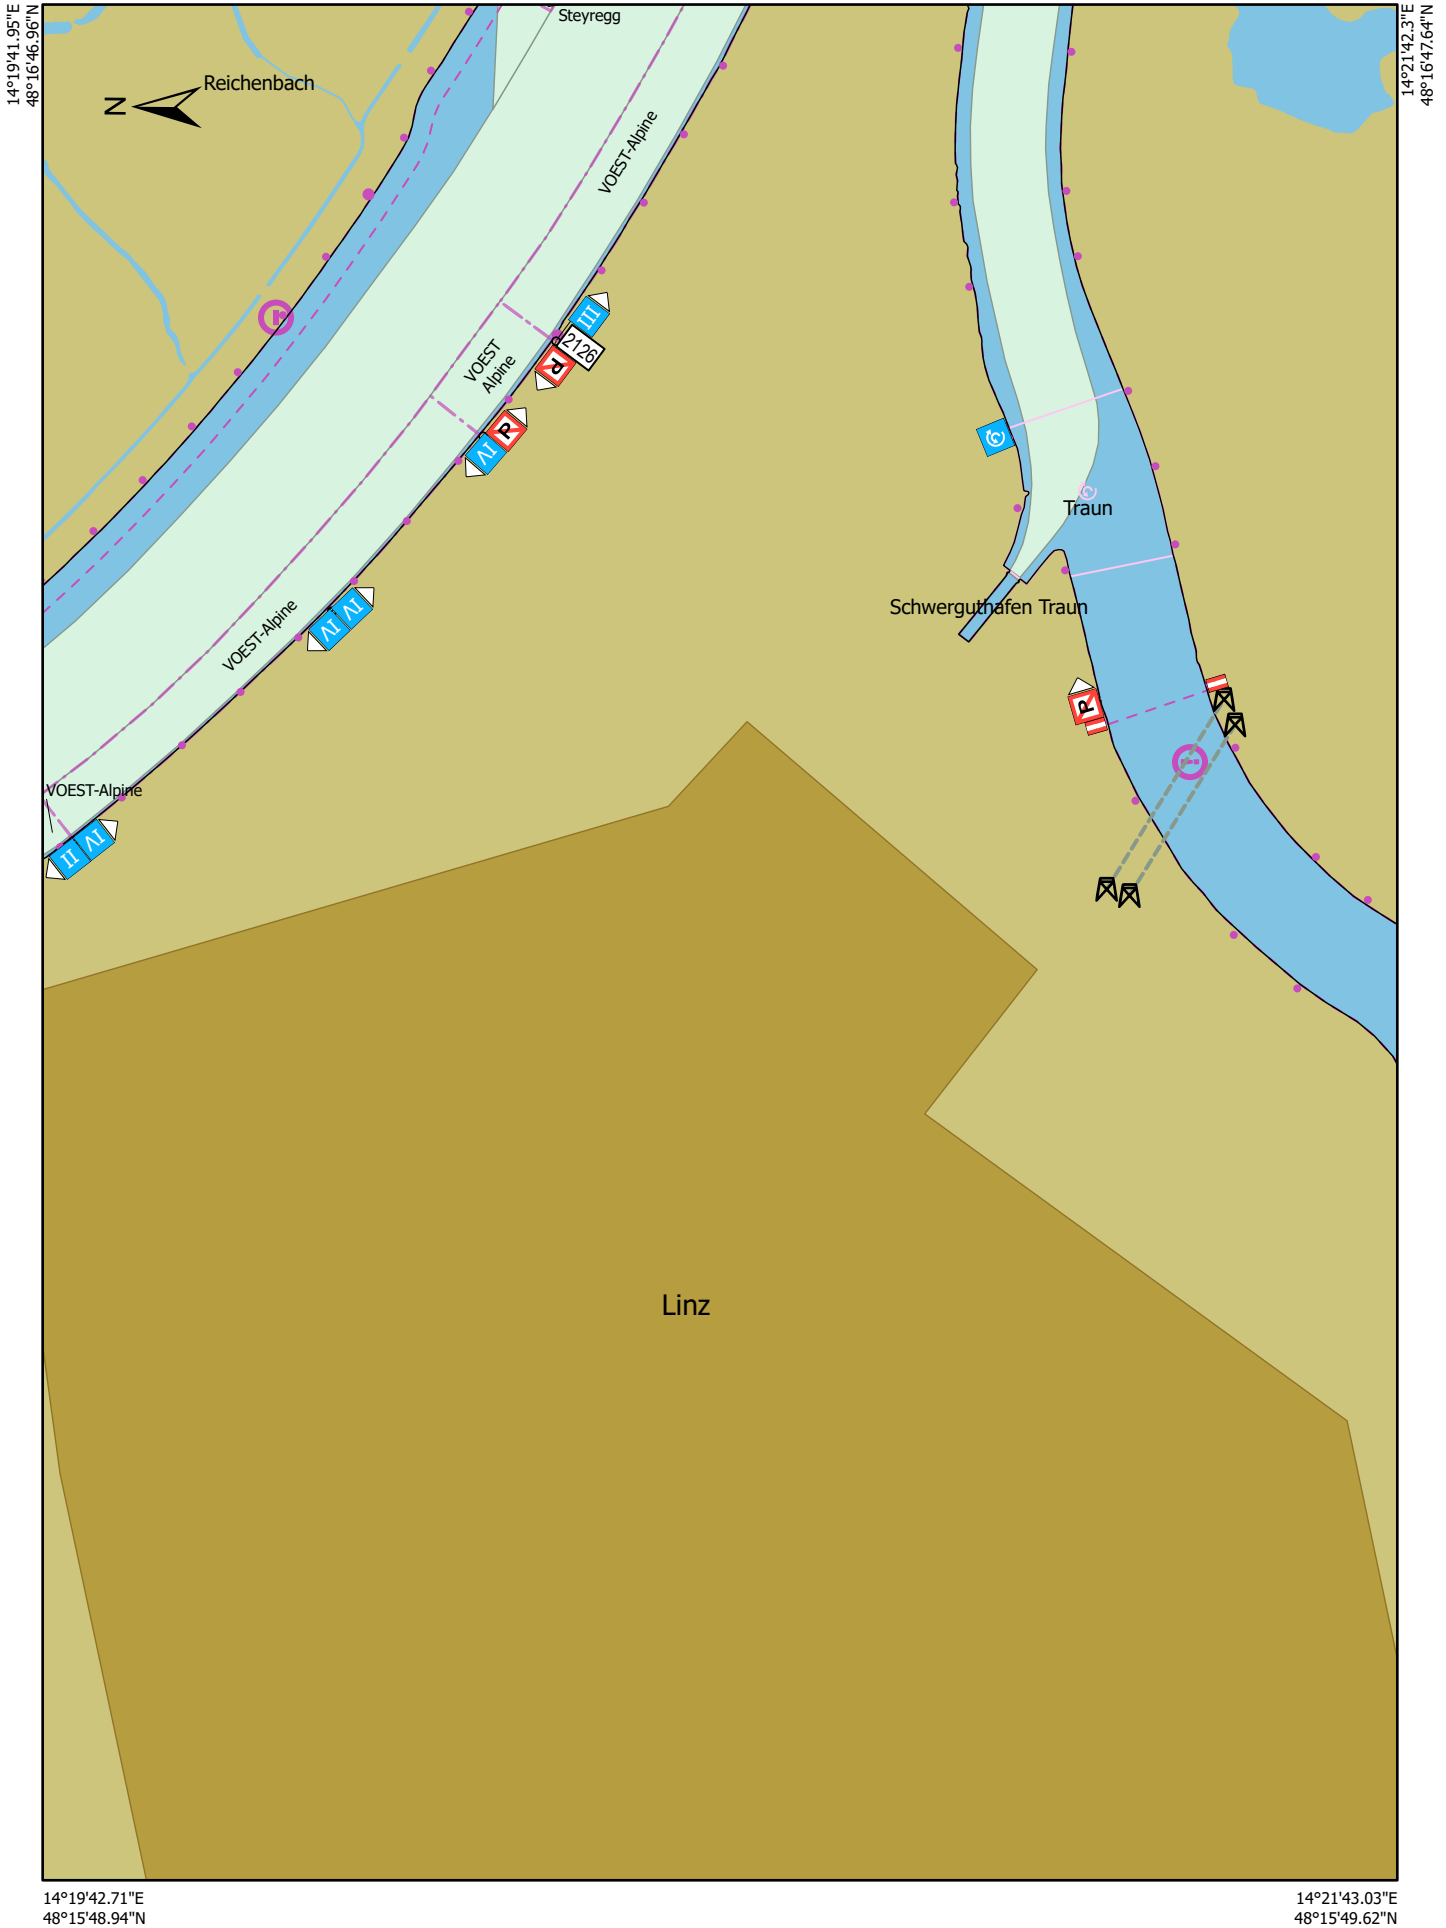 14°19'41.95"E
48°16'46.96"N
14°21'42.3"E
48°16'47.64"N
Steyregg
Reichenbach
N
VOEST-Alpine
III
2126
P
VOEST
Alpine
P
IV
Traun
IV
IV
Schwerguthafen Traun
VOEST-Alpine
P
VOEST-Alpine
IV
II
Linz
14°19'42.71"E
48°15'48.94"N
14°21'43.03"E
48°15'49.62"N